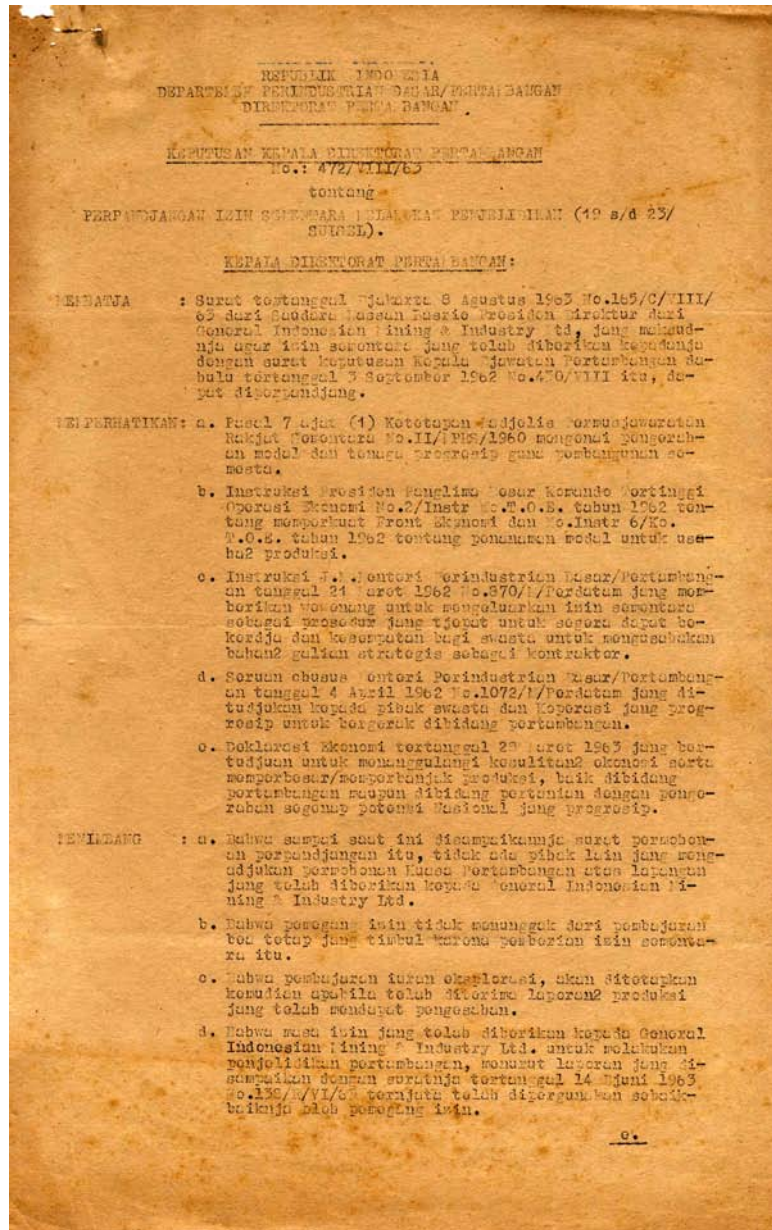 REPUBLIK INDONESIA
DEPARTEMEN PERINDUSTRIAN DASAR/PERTAMBANGAN
DIREKTORAT PERTAMBANGAN
KEPUTUSAN KEPALA DIREKTORAT PERTAMBANGAN
No.: 472/VIII/63
tentang
PERPANDJANGAN IZIN SEMENTARA MELAKUKAN PENJELIDIKAN (19 s/d 23/
SULSEL).
KEPALA DIREKTORAT PERTAMBANGAN:
MEMBATJA : Surat tertanggal Djakarta 8 Agustus 1963 No.165/C/VIII/
63 dari Saudara Hassan Basrie Presiden Direktur dari
General Indonesian Mining & Industry Ltd, jang maksud-
nja agar izin sementara jang telah diberikan kepadanja
dengan surat keputusan Kepala Djawatan Pertambangan da-
hulu tertanggal 3 September 1962 No.430/VIII itu, da-
pat diperpandjang.
MEMPERHATIKAN: a. Pasal 7 ajat (1) Ketetapan Madjelis Permusjawaratan
Rakjat Sementara No.II/MPRS/1960 mengenai pengerah-
an modal dan tenaga progresip guna pembangunan se-
mesta.
b. Instruksi Presiden Panglima Besar Komando Tertinggi
Operasi Ekonomi No.2/Instr Ko.T.O.E. tahun 1962 ten-
tang memperkuat Front Ekonomi dan No.Instr 6/Ko.
T.O.E. tahun 1962 tentang penanaman modal untuk usa-
ha2 produksi.
c. Instruksi J.M.Menteri Perindustrian Dasar/Pertambang-
an tanggal 21 Maret 1962 No.870/M/Perdatam jang mem-
berikan wewenang untuk mengeluarkan izin sementara
sebagai prosedur jang tjepat untuk segera dapat be-
kerdja dan kesempatan bagi swasta untuk mengusahakan
bahan2 galian strategis sebagai kontraktor.
d. Seruan chusus Menteri Perindustrian Dasar/Pertambang-
an tanggal 4 April 1962 No.1072/M/Perdatam jang di-
tudjukan kepada pihak swasta dan Koperasi jang prog-
resip untuk bergerak dibidang pertambangan.
e. Deklarasi Ekonomi tertanggal 28 Maret 1963 jang ber-
tudjuan untuk menanggulangi kesulitan2 ekonomi serta
memperbesar/memperbanjak produksi, baik dibidang
pertambangan maupun dibidang pertanian dengan penge-
rahan segenap potensi Nasional jang progresip.
MENIMBANG : a. Bahwa sampai saat ini disampaikannja surat permohon-
an perpandjangan itu, tidak ada pihak lain jang meng-
adjukan permohonan Kuasa Pertambangan atas lapangan
jang telah diberikan kepada General Indonesian Mi-
ning & Industry Ltd.
b. Bahwa pemegang izin tidak menunggak dari pembajaran
bea tetap jang timbul karena pemberian izin sementa-
ra itu.
c. Bahwa pembajaran iuran eksplorasi, akan ditetapkan
kemudian apabila telah diterima laporan2 produksi
jang telah mendapat pengesahan.
d. Bahwa masa izin jang telah diberikan kepada General
Indonesian Mining & Industry Ltd. untuk melakukan
penjelidikan pertambangan, menurut laporan jang di-
sampaikan dengan suratnja tertanggal 14 Djuni 1963
No.138/R/VI/63 ternjata telah dipergunakan sebaik-
baiknja oleh pemegang izin.
e.